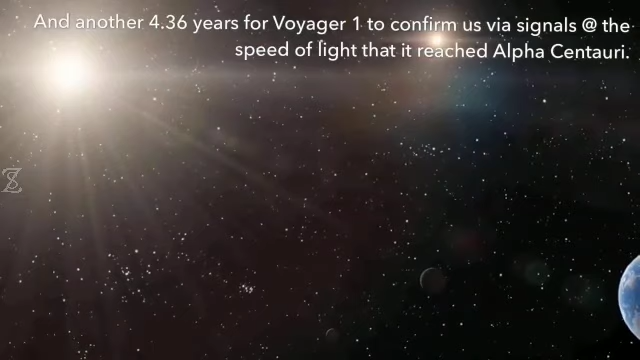 And another 4.36 years for Voyager 1 to confirm us via signals @ the
speed of light that it reached Alpha Centauri.